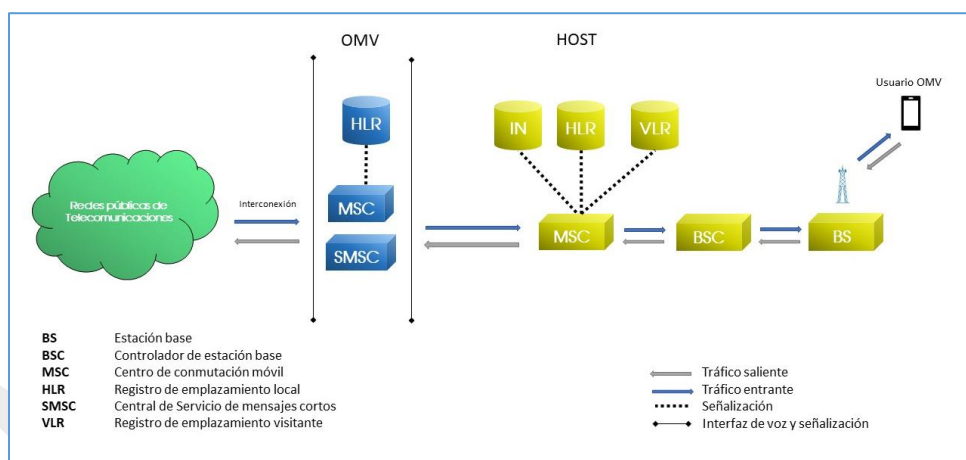 OMV
HOST
Usuario OMV
HLR
IN
HLR
VLR
Redes públicas de
Telecomunicaciones
Interconexión
MSC
SMSC
MSC
BSC
BS
BS Estación base
BSC Controlador de estación base
MSC Centro de conmutación móvil
HLR Registro de emplazamiento local
SMSC Central de Servicio de mensajes cortos
VLR Registro de emplazamiento visitante
Tráfico saliente
Tráfico entrante
Señalización
Interfaz de voz y señalización